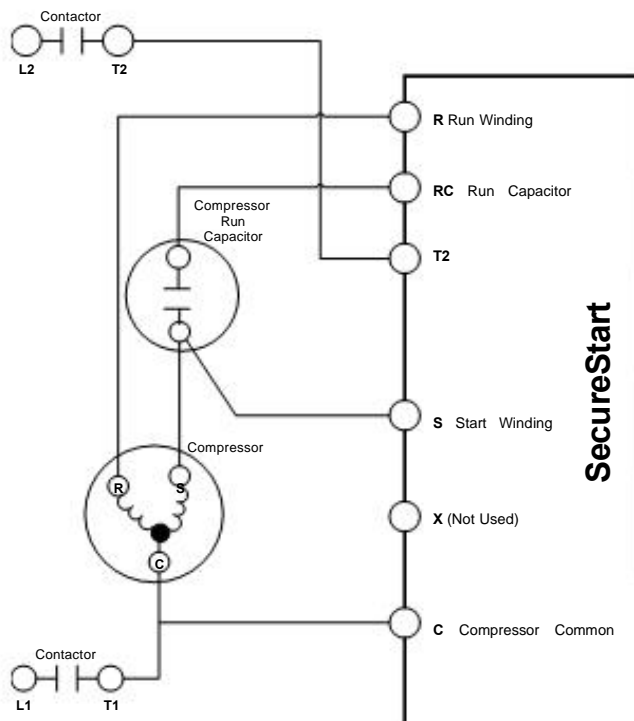 Contactor
L2
T2
R Run Winding
RC Run Capacitor
Compressor
Run
Capacitor
T2
SecureStart
S Start Winding
Compressor
R
S
X (Not Used)
C
C Compressor Common
Contactor
L1
T1